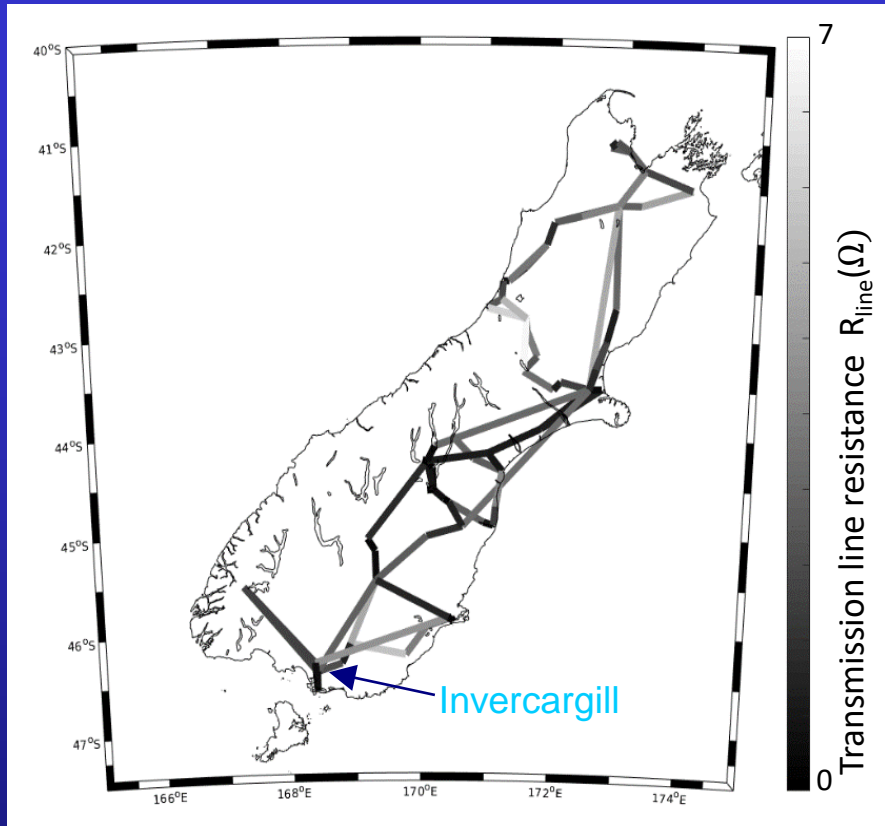 7
40°S
41°S
42°S
43°S
44°S
45°S
46°S
47°S
166°E
168°E
170°E
172°E
174°E
Invercargill
0
Transmission line resistance R_line(Ω)